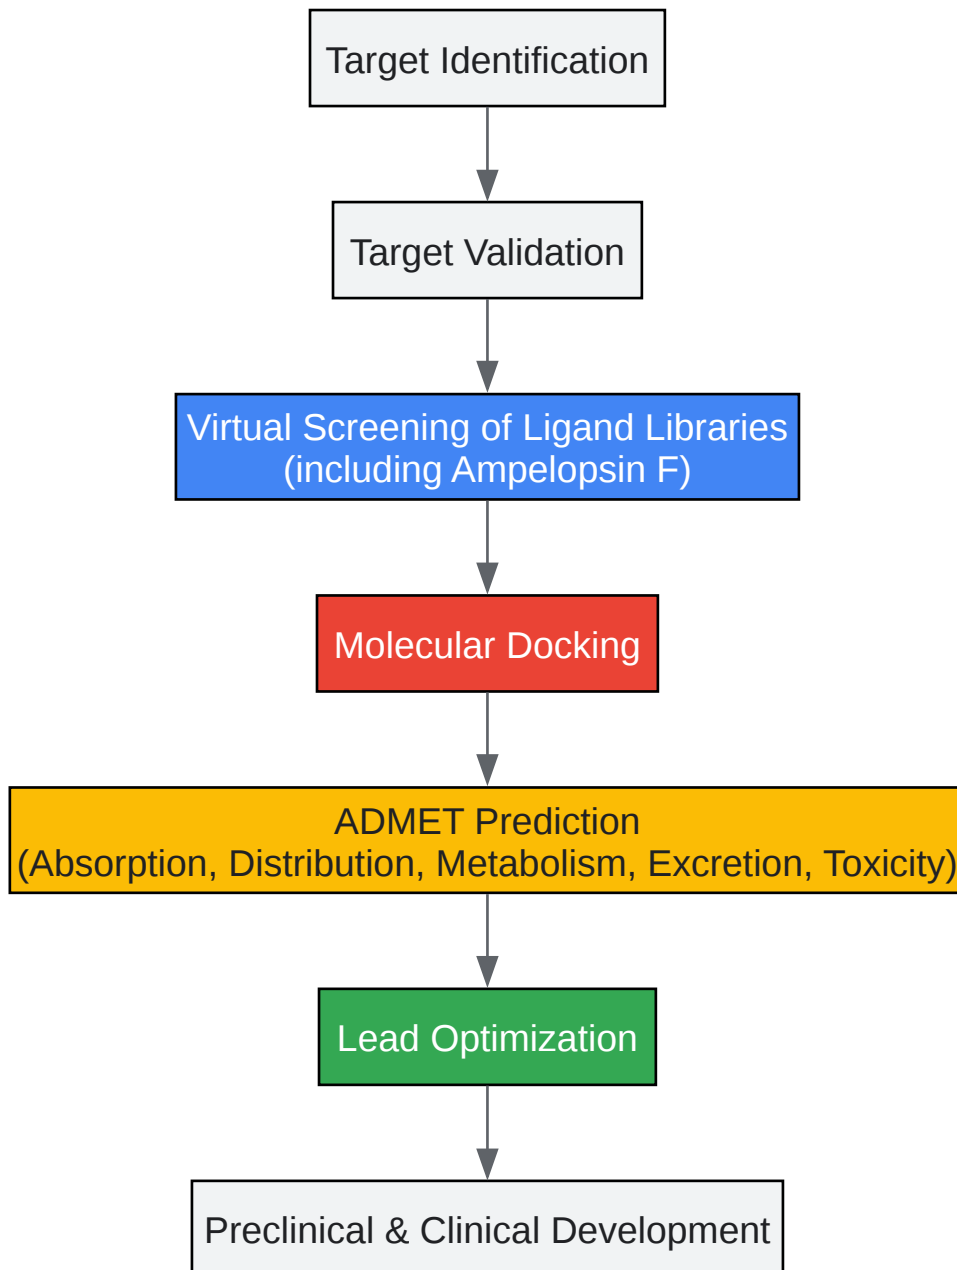 Target Identification
Target Validation
Virtual Screening of Ligand Libraries
(including Ampelopsin F)
Molecular Docking
ADMET Prediction
(Absorption, Distribution, Metabolism, Excretion, Toxicity)
Lead Optimization
Preclinical & Clinical Development